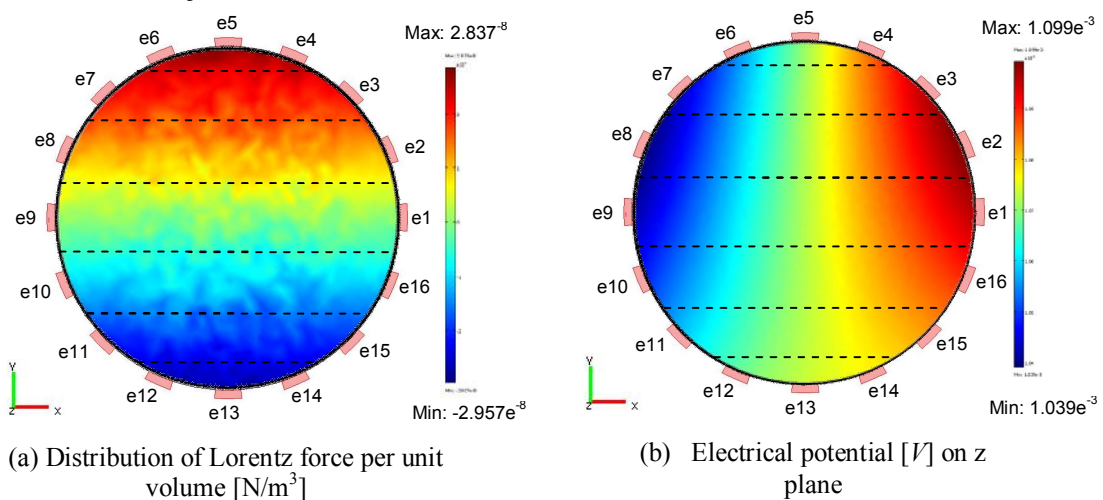 Max: 2.837⁻⁸
e5
e6
e4
e7
e3
e8
e2
e9
e1
e10
e16
e11
e15
e12
e14
e13
Y
Z
X
Min: -2.957e⁻⁸
(a) Distribution of Lorentz force per unit
volume [N/m³]
Max: 1.099e⁻³
e5
e6
e4
e7
e3
e8
e2
e9
e1
e10
e16
e11
e15
e12
e14
e13
Y
Z
X
Min: 1.039e⁻³
(b) Electrical potential [V] on z
plane